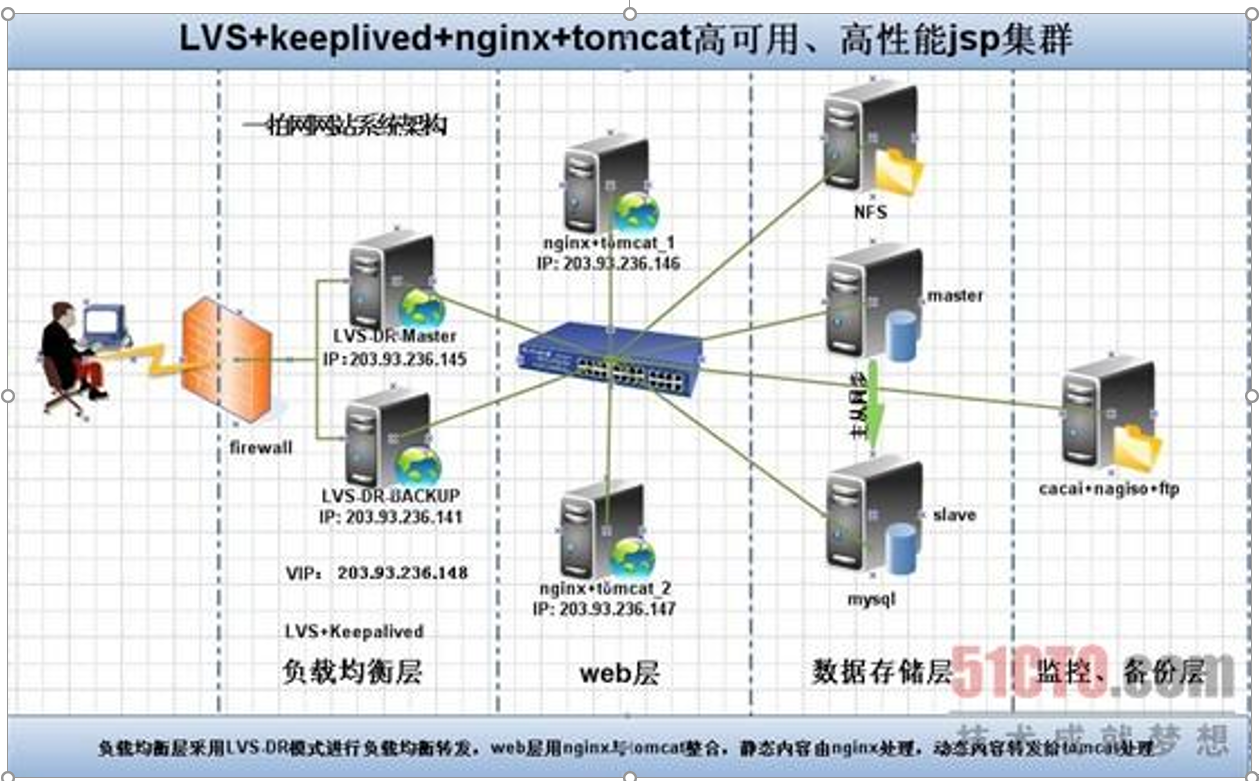 LVS+keeplived+nginx+tomcat高可用、高性能jsp集群
一拍网网站系统架构
nginx+tomcat_1
IP: 203.93.236.146
NFS
LVS-DR-Master
IP:203.93.236.145
master
主从同步
firewall
LVS-DR-BACKUP
IP: 203.93.236.141
cacai+nagiso+ftp
slave
VIP: 203.93.236.148
nginx+tomcat_2
IP: 203.93.236.147
mysql
LVS+Keepalived
负载均衡层
web层
数据存储层
监控、备份层
51CTO.com
技术成就梦想
负载均衡层采用LVS-DR模式进行负载均衡转发，web层用nginx与tomcat整合，静态内容由nginx处理，动态内容转发给tomcat处理